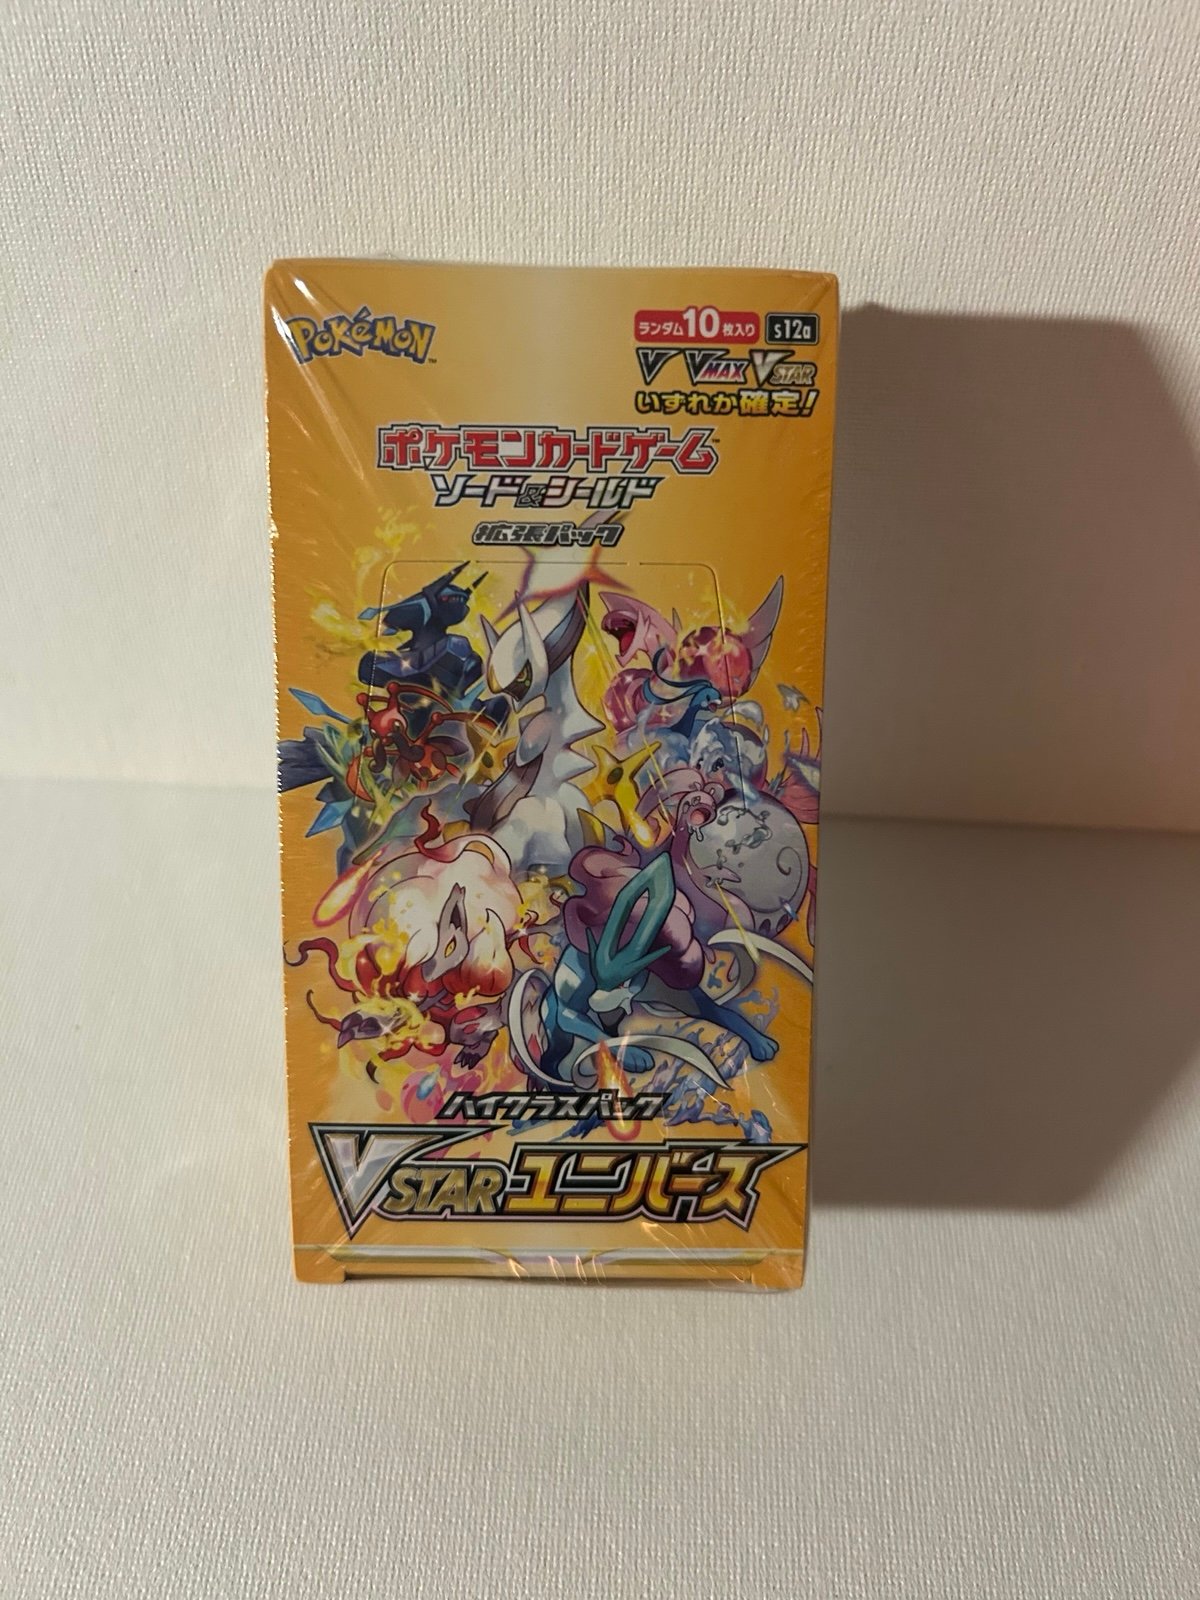 POKéMON™
ランダム10枚入り s12a
V VMAX VSTAR
いずれか確定!
ポケモンカードゲーム™
ソード&シールド
拡張パック
ハイクラスパック
VSTARユニバース